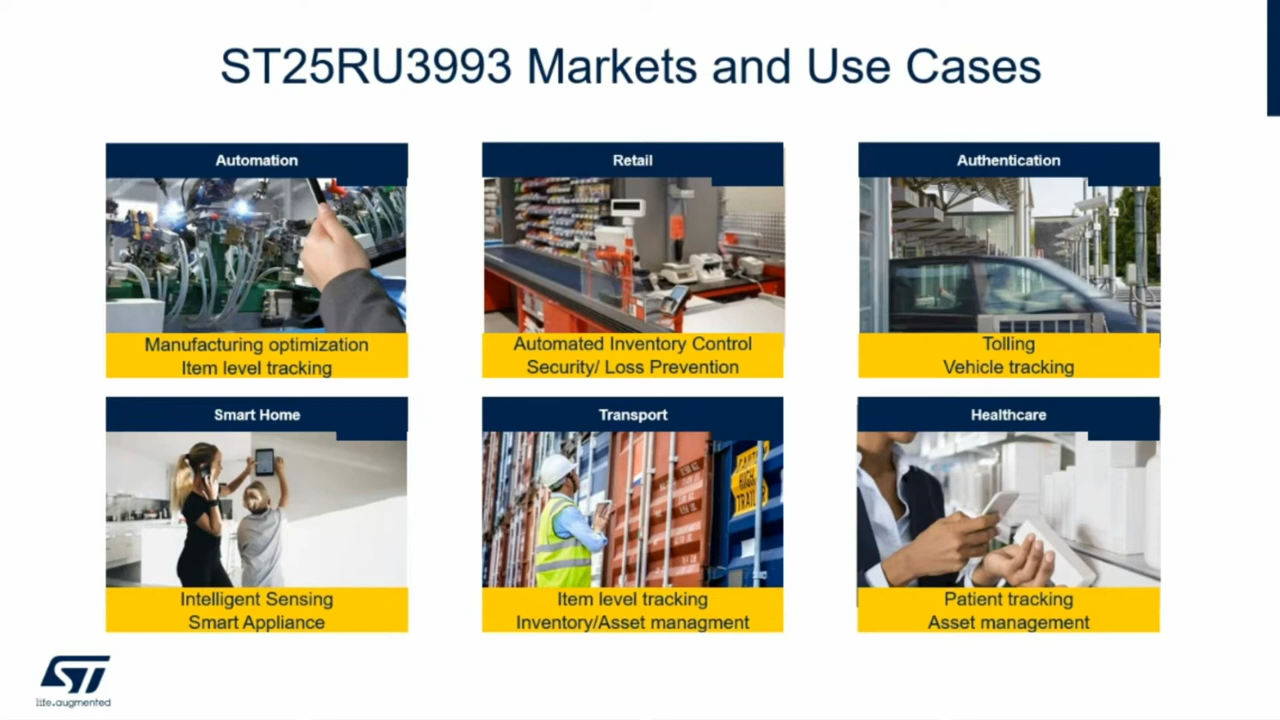 ST25RU3993 Markets and Use Cases
Automation
Manufacturing optimization
Item level tracking
Retail
Automated Inventory Control
Security/ Loss Prevention
Authentication
Tolling
Vehicle tracking
Smart Home
Intelligent Sensing
Smart Appliance
Transport
HIGH
Item level tracking
Inventory/Asset managment
Healthcare
Patient tracking
Asset management
ST
life.augmented